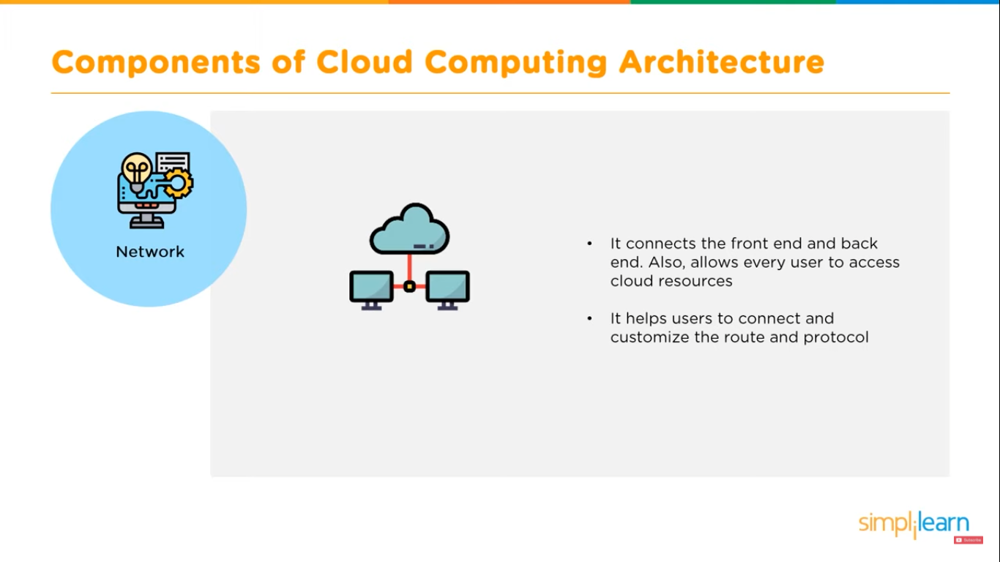 Components of Cloud Computing Architecture
Network
• It connects the front end and back
end. Also, allows every user to access
cloud resources
• It helps users to connect and
customize the route and protocol
simplilearn
Subscribe